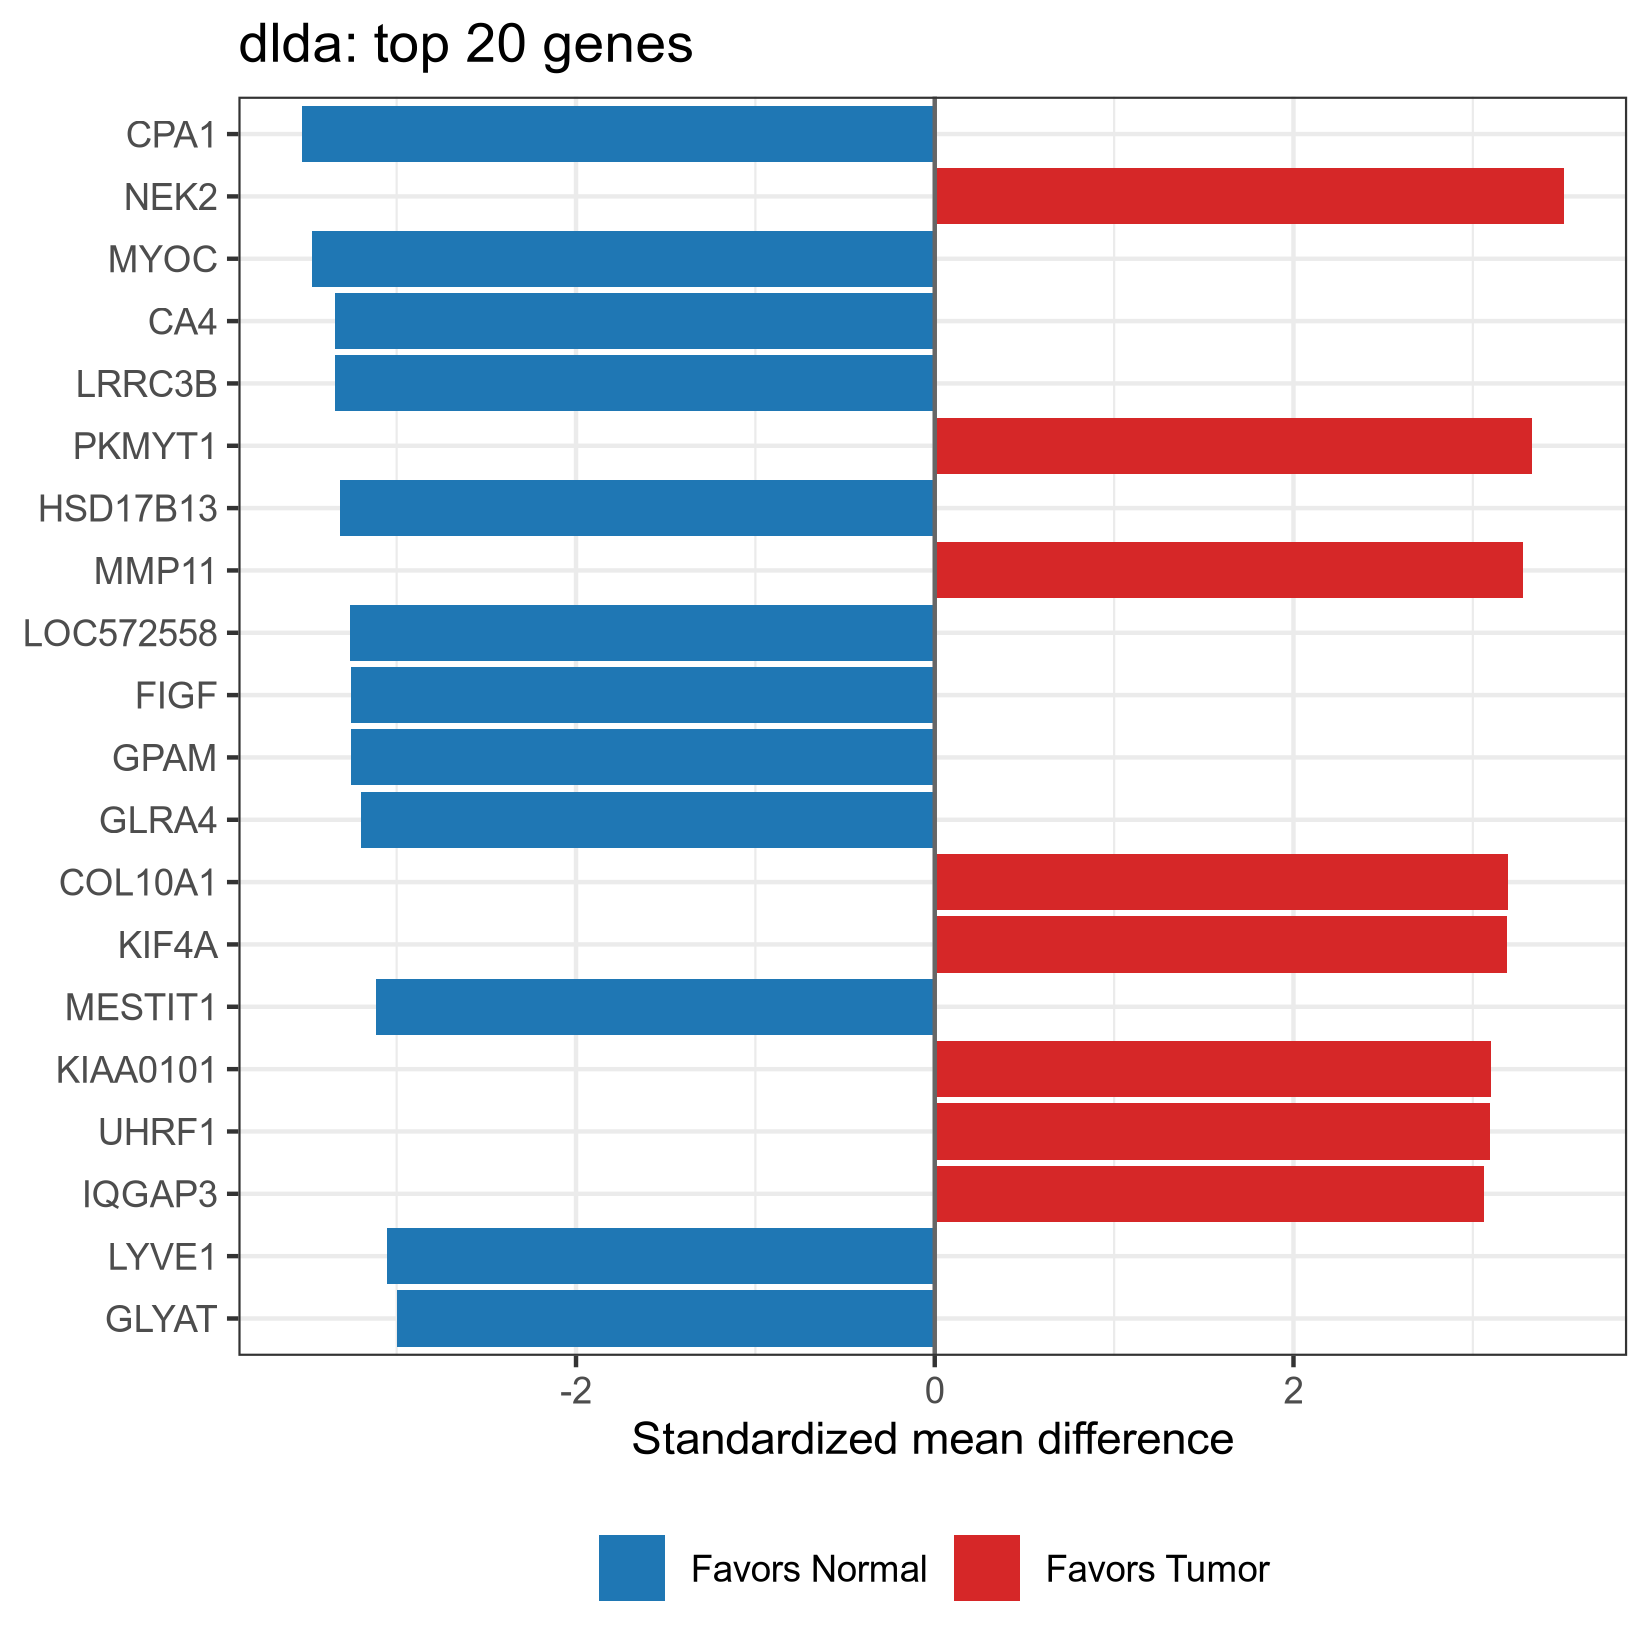 dlda: top 20 genes
CPA1
NEK2
MYOC
CA4
LRRC3B
PKMYT1
HSD17B13
MMP11
LOC572558
FIGF
GPAM
GLRA4
COL10A1
KIF4A
MESTIT1
KIAA0101
UHRF1
IQGAP3
LYVE1
GLYAT
-2 0 2
Standardized mean difference
Favors Normal Favors Tumor